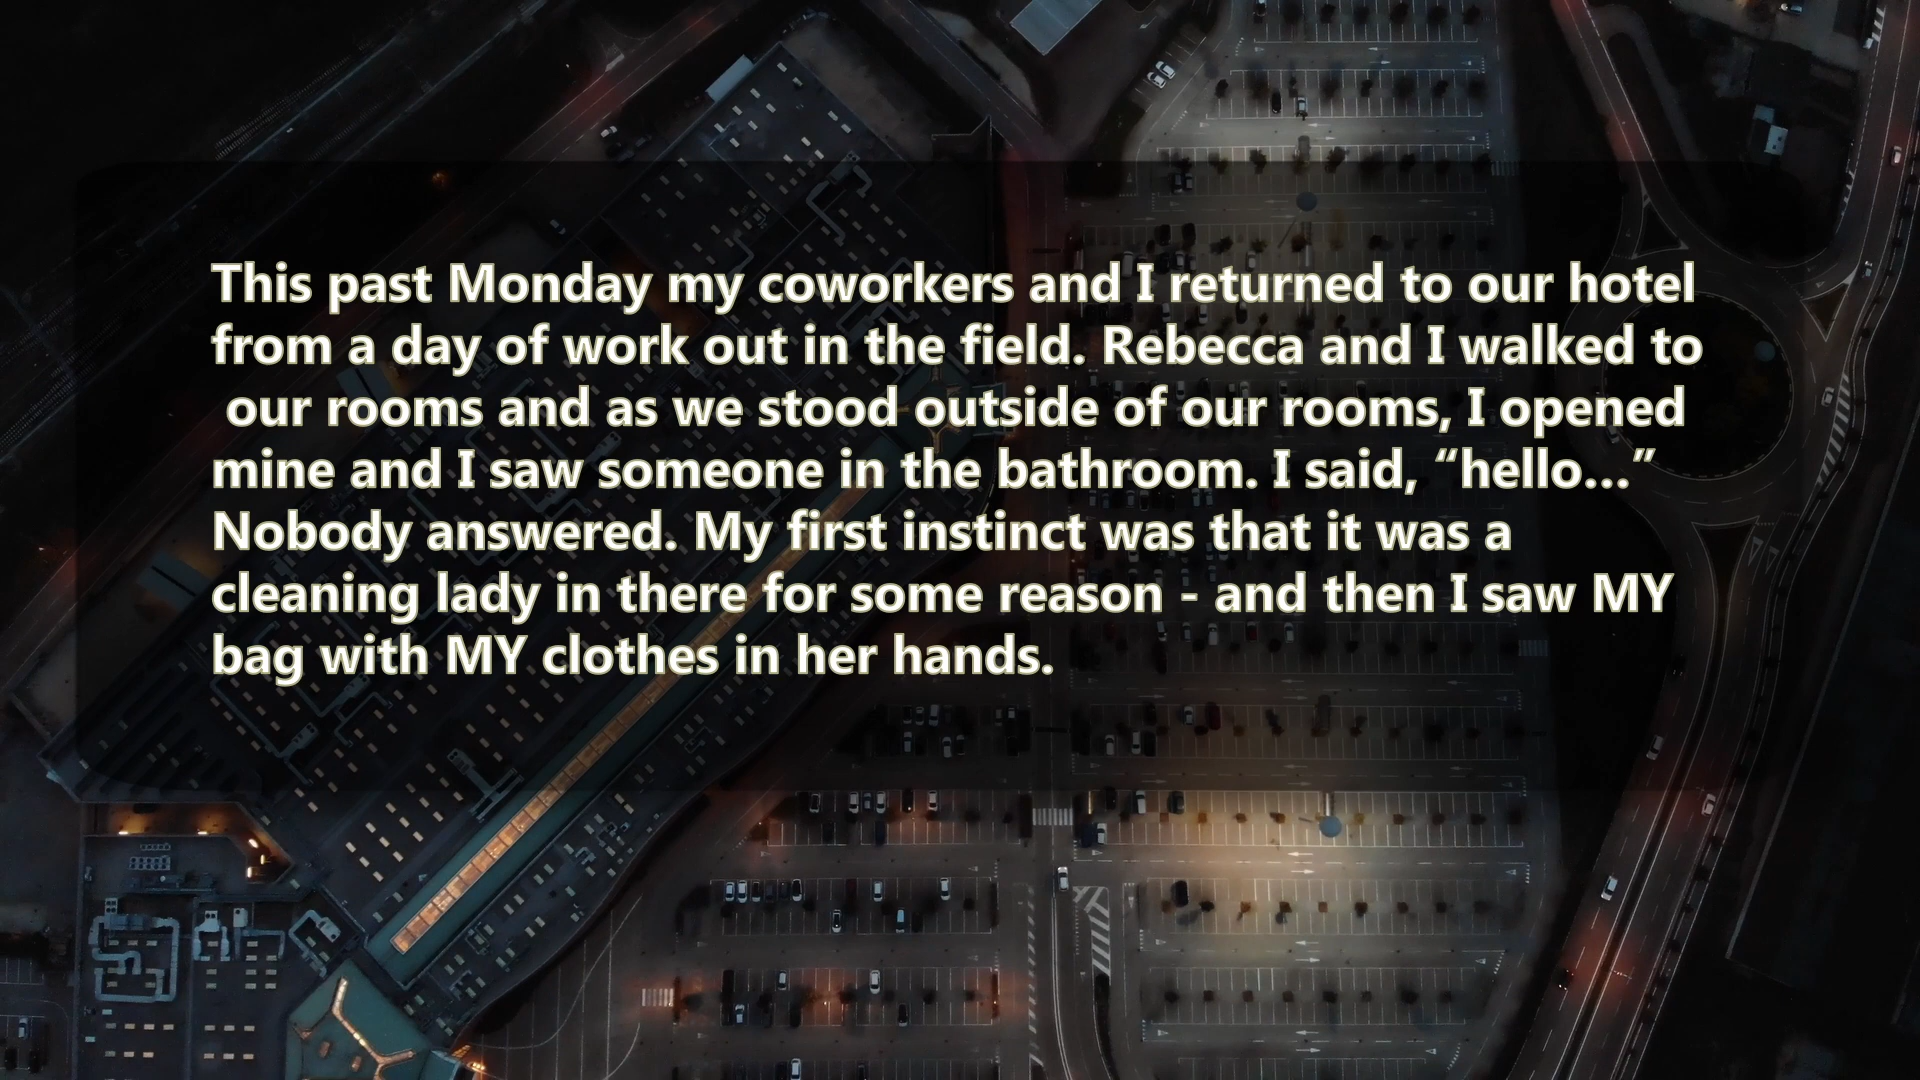 This past Monday my coworkers and I returned to our hotel
from a day of work out in the field. Rebecca and I walked to
our rooms and as we stood outside of our rooms, I opened
mine and I saw someone in the bathroom. I said, “hello...”
Nobody answered. My first instinct was that it was a
cleaning lady in there for some reason - and then I saw MY
bag with MY clothes in her hands.